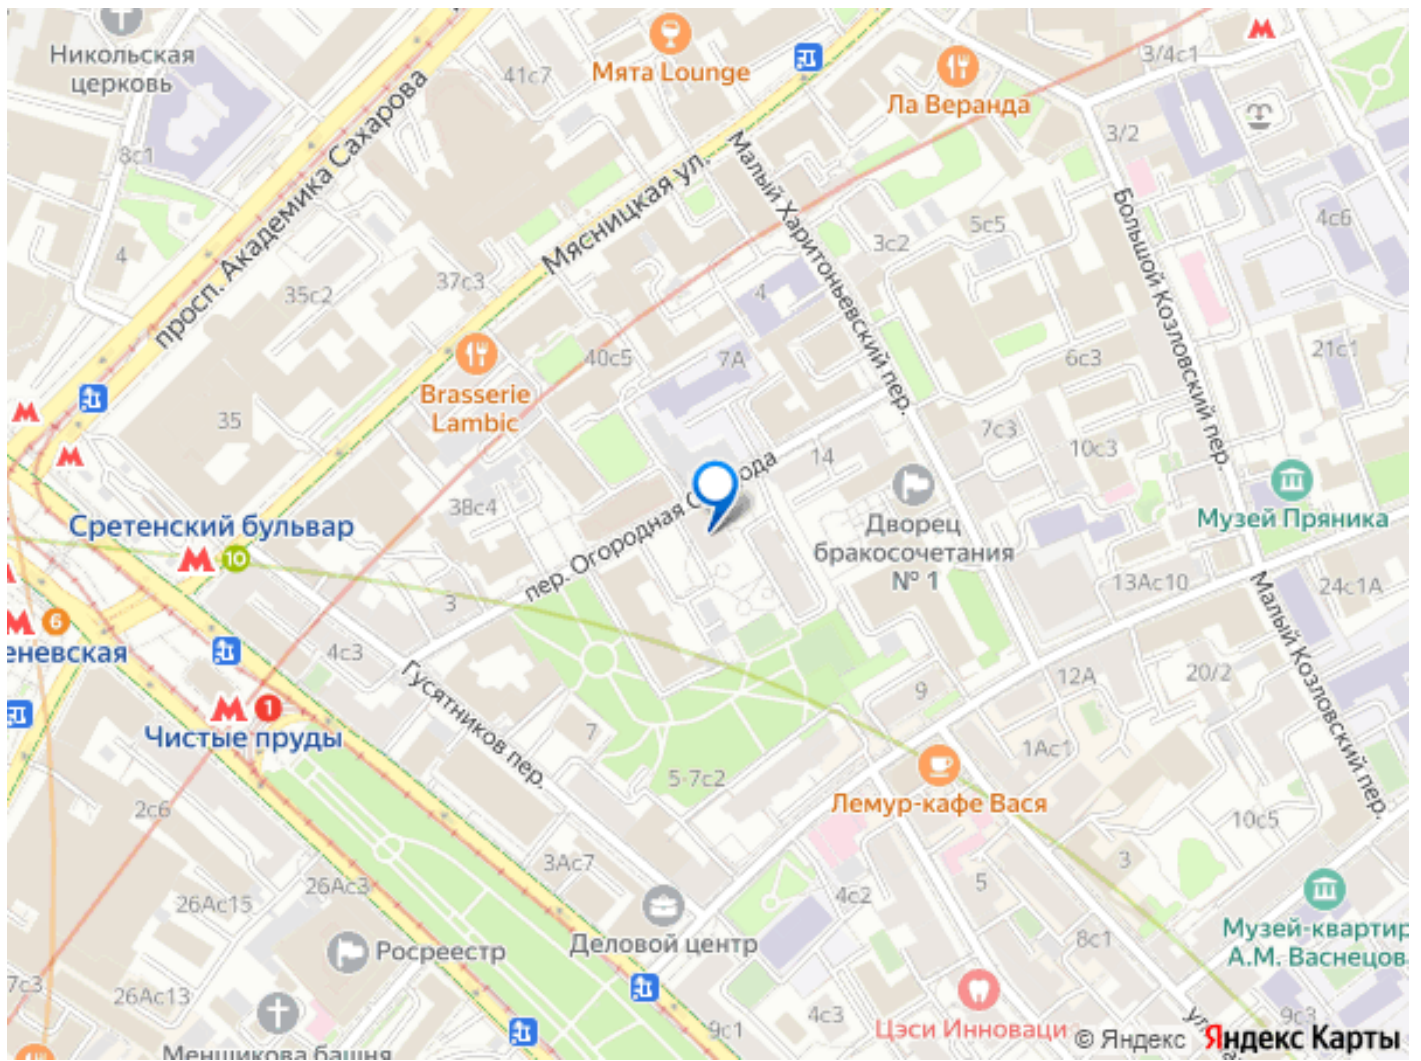 Никольская
церковь
8с1
4
просп. Академика Сахарова
41с7
Мята Lounge
Ла Веранда
3/4с1
3/2
Мясницкая ул.
Малый Харитоньевский пер.
Большой Козловский пер.
5с5
3с2
4с6
37с3
35с2
4
Brasserie
Lambic
40с5
7А
6с3
21с1
35
38с4
14
7с3
10с3
пер. Огородная С
ода
Дворец
бракосочетания
№ 1
Музей Пряника
Сретенский бульвар
10
13Ас10
24с1А
3
6
еневская
4с3
Гусятников пер.
1
Чистые пруды
7
9
12А
20/2
Малый Козловский пер.
1Ас1
5-7с2
Лемур-кафе Вася
2с6
10с5
3Ас7
3
26Ас3
26Ас15
4с2
5
Деловой центр
Росреестр
8с1
Музей-квартир
А.М. Васнецов
7с3
26Ас13
Меншикова башня
9с1
4с3
Цэси Инноваци
ул.
9с3
© Яндекс Яндекс Карты